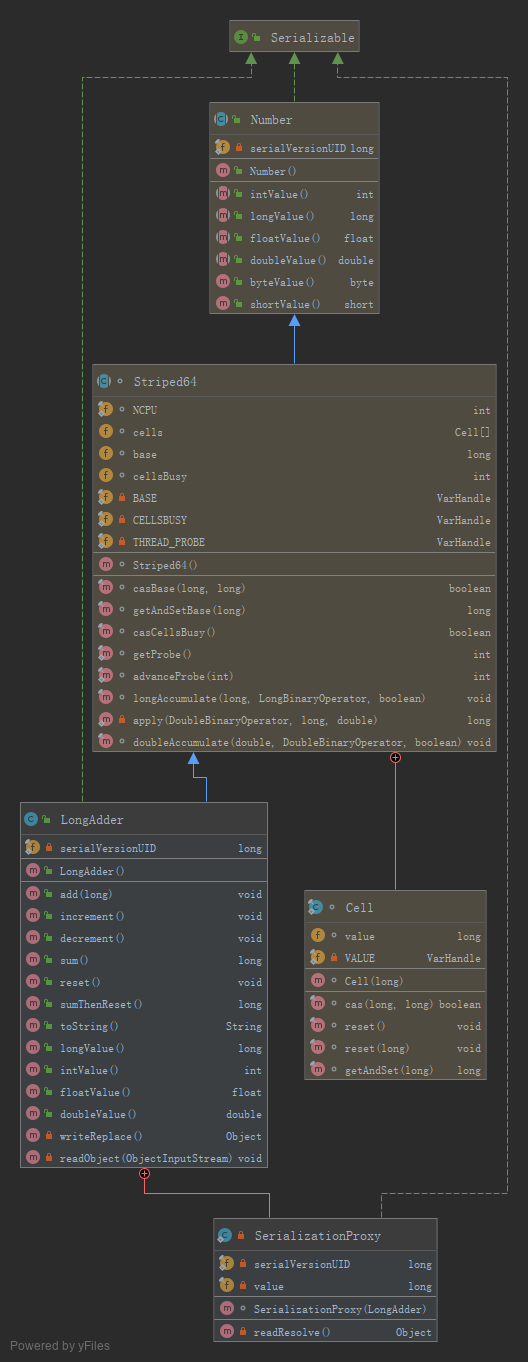 Serializable
Number
serialVersionUID long
Number()
intValue() int
longValue() long
floatValue() float
doubleValue() double
byteValue() byte
shortValue() short
Striped64
NCPU int
cells Cell[]
base long
cellsBusy int
BASE VarHandle
CELLSBUSY VarHandle
THREAD_PROBE VarHandle
Striped64()
casBase(long, long) boolean
getAndSetBase(long) long
casCellsBusy() boolean
getProbe() int
advanceProbe(int) int
longAccumulate(long, LongBinaryOperator, boolean) void
apply(DoubleBinaryOperator, long, double) long
doubleAccumulate(double, DoubleBinaryOperator, boolean) void
LongAdder
serialVersionUID long
LongAdder()
add(long) void
increment() void
decrement() void
sum() long
reset() void
sumThenReset() long
toString() String
longValue() long
intValue() int
floatValue() float
doubleValue() double
writeReplace() Object
readObject(ObjectInputStream) void
Cell
value long
VALUE VarHandle
Cell(long)
cas(long, long) boolean
reset() void
reset(long) void
getAndSet(long) long
SerializationProxy
serialVersionUID long
value long
SerializationProxy(LongAdder)
readResolve() Object
Powered by yFiles